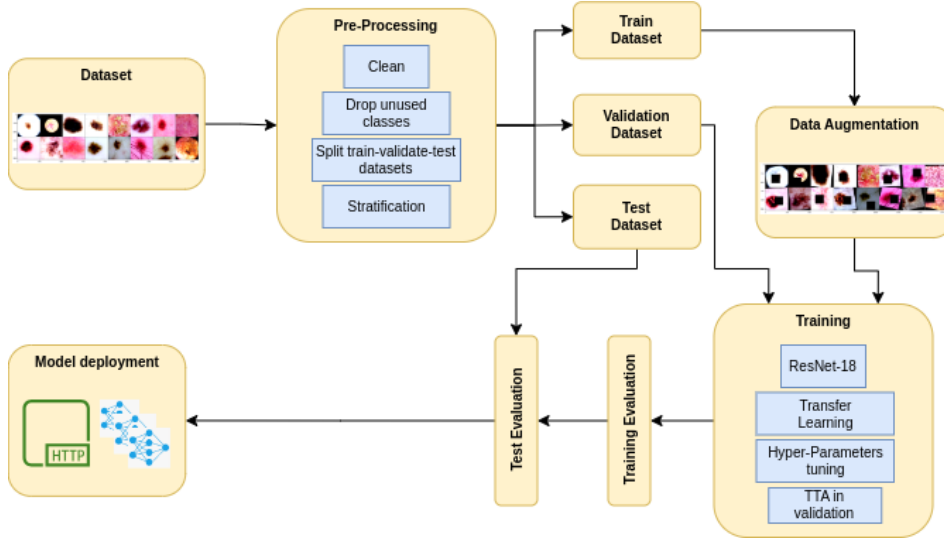 Dataset
Pre-Processing
Clean
Drop unused
classes
Split train-validate-test
datasets
Stratification
Train
Dataset
Validation
Dataset
Test
Dataset
Data Augmentation
Training
ResNet-18
Transfer
Learning
Hyper-Parameters
tuning
TTA in
validation
Training Evaluation
Test Evaluation
Model deployment
HTTP